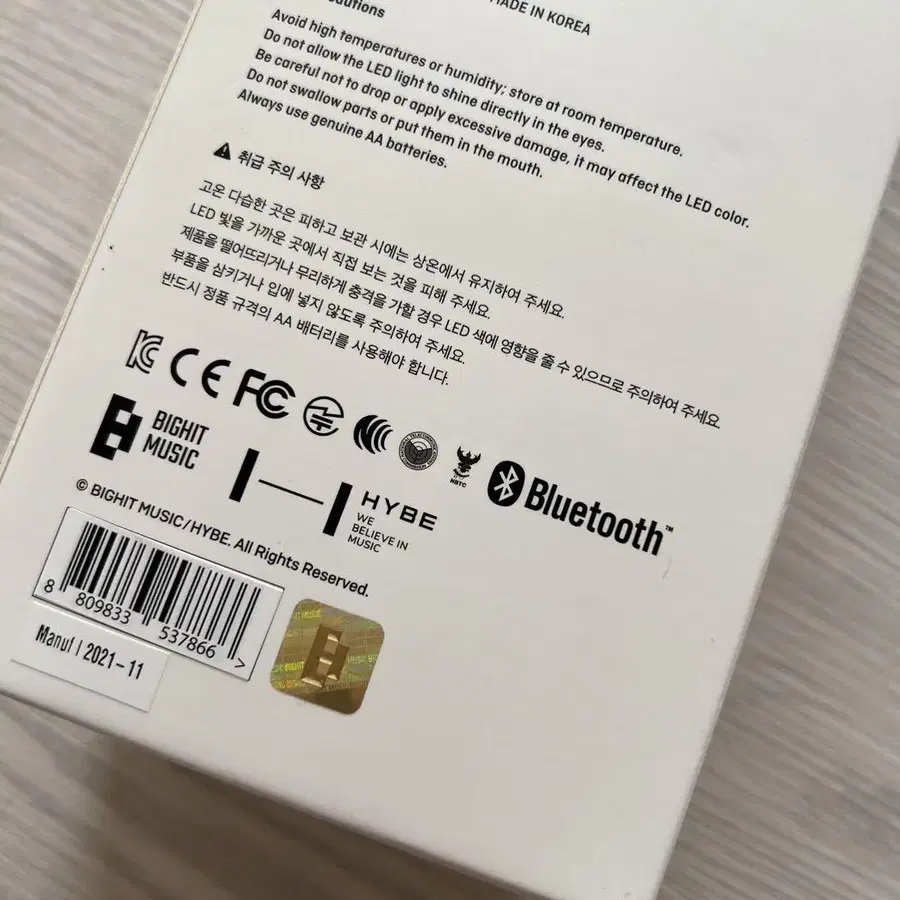 MADE IN KOREA
Avoid high temperatures or humidity; store at room temperature.
Do not allow the LED light to shine directly in the eyes.
Be careful not to drop or apply excessive damage, it may affect the LED color.
Do not swallow parts or put them in the mouth.
Always use genuine AA batteries.
취급 주의 사항
고온 다습한 곳은 피하고 보관 시에는 상온에서 유지하여 주세요.
LED 빛을 가까운 곳에서 직접 보는 것을 피해 주세요.
제품을 떨어뜨리거나 무리하게 충격을 가할 경우 LED 색에 영향을 줄 수 있으므로 주의하여 주세요.
부품을 삼키거나 입에 넣지 않도록 주의하여 주세요.
반드시 정품 규격의 AA 배터리를 사용해야 합니다.
CE FC
NBTC
Bluetooth™
BIGHIT
MUSIC
HYBE
WE
BELIEVE IN
MUSIC
© BIGHIT MUSIC/HYBE. All Rights Reserved.
8 809833 537866 >
Manuf | 2021-11